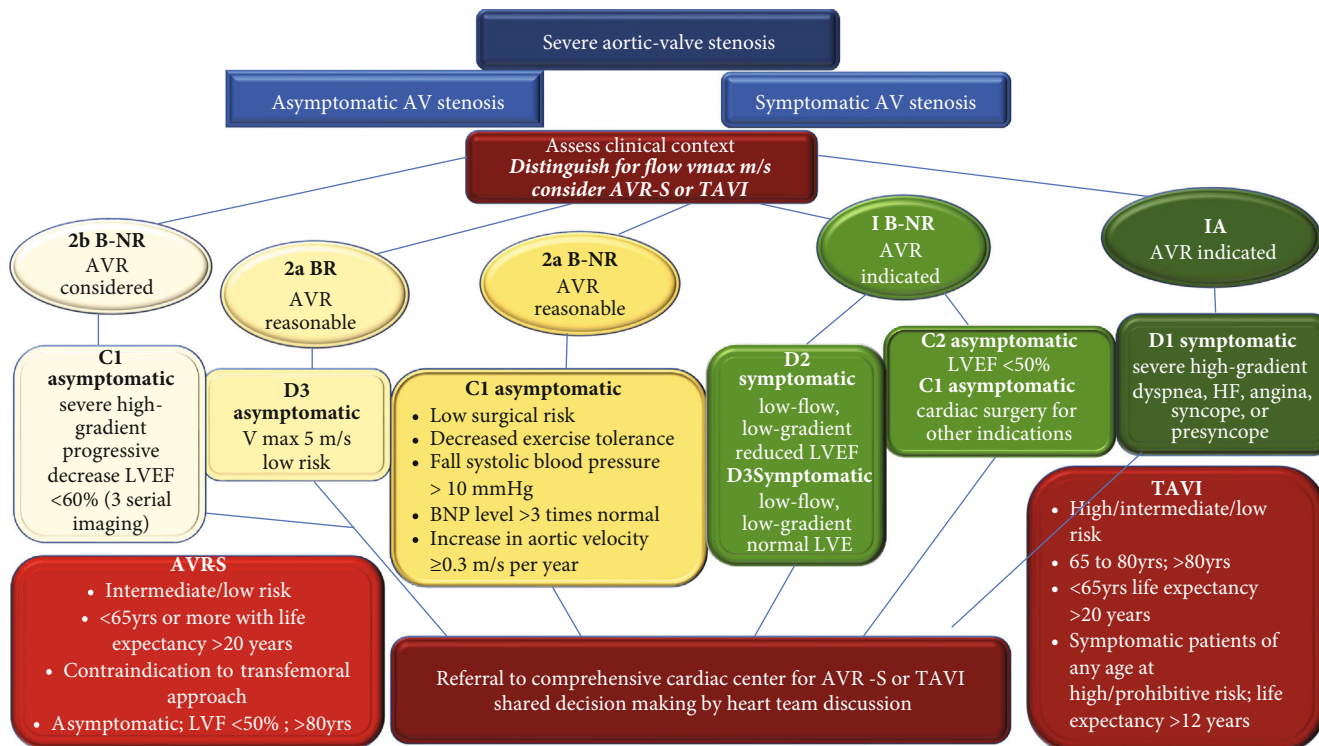 Severe aortic-valve stenosis
Asymptomatic AV stenosis
Symptomatic AV stenosis
Assess clinical context
Distinguish for flow vmax m/s
consider AVR-S or TAVI
2b B-NR
AVR
considered
2a BR
AVR
reasonable
2a B-NR
AVR
reasonable
I B-NR
AVR
indicated
IA
AVR indicated
C1
asymptomatic
severe high-
gradient
progressive
decrease LVEF
<60% (3 serial
imaging)
D3
asymptomatic
V max 5 m/s
low risk
C1 asymptomatic
• Low surgical risk
• Decreased exercise tolerance
• Fall systolic blood pressure
> 10 mmHg
• BNP level >3 times normal
• Increase in aortic velocity
≥0.3 m/s per year
D2
symptomatic
low-flow,
low-gradient
reduced LVEF
D3Symptomatic
low-flow,
low-gradient
normal LVE
C2 asymptomatic
LVEF <50%
C1 asymptomatic
cardiac surgery for
other indications
D1 symptomatic
severe high-gradient
dyspnea, HF, angina,
syncope, or
presyncope
AVR-S
• Intermediate/low risk
• <65yrs or more with life
expectancy >20 years
• Contraindication to transfemoral
approach
• Asymptomatic; LVF <50% ; >80yrs
Referral to comprehensive cardiac center for AVR -S or TAVI
shared decision making by heart team discussion
TAVI
• High/intermediate/low
risk
• 65 to 80yrs; >80yrs
• <65yrs life expectancy
>20 years
• Symptomatic patients of
any age at
high/prohibitive risk; life
expectancy >12 years